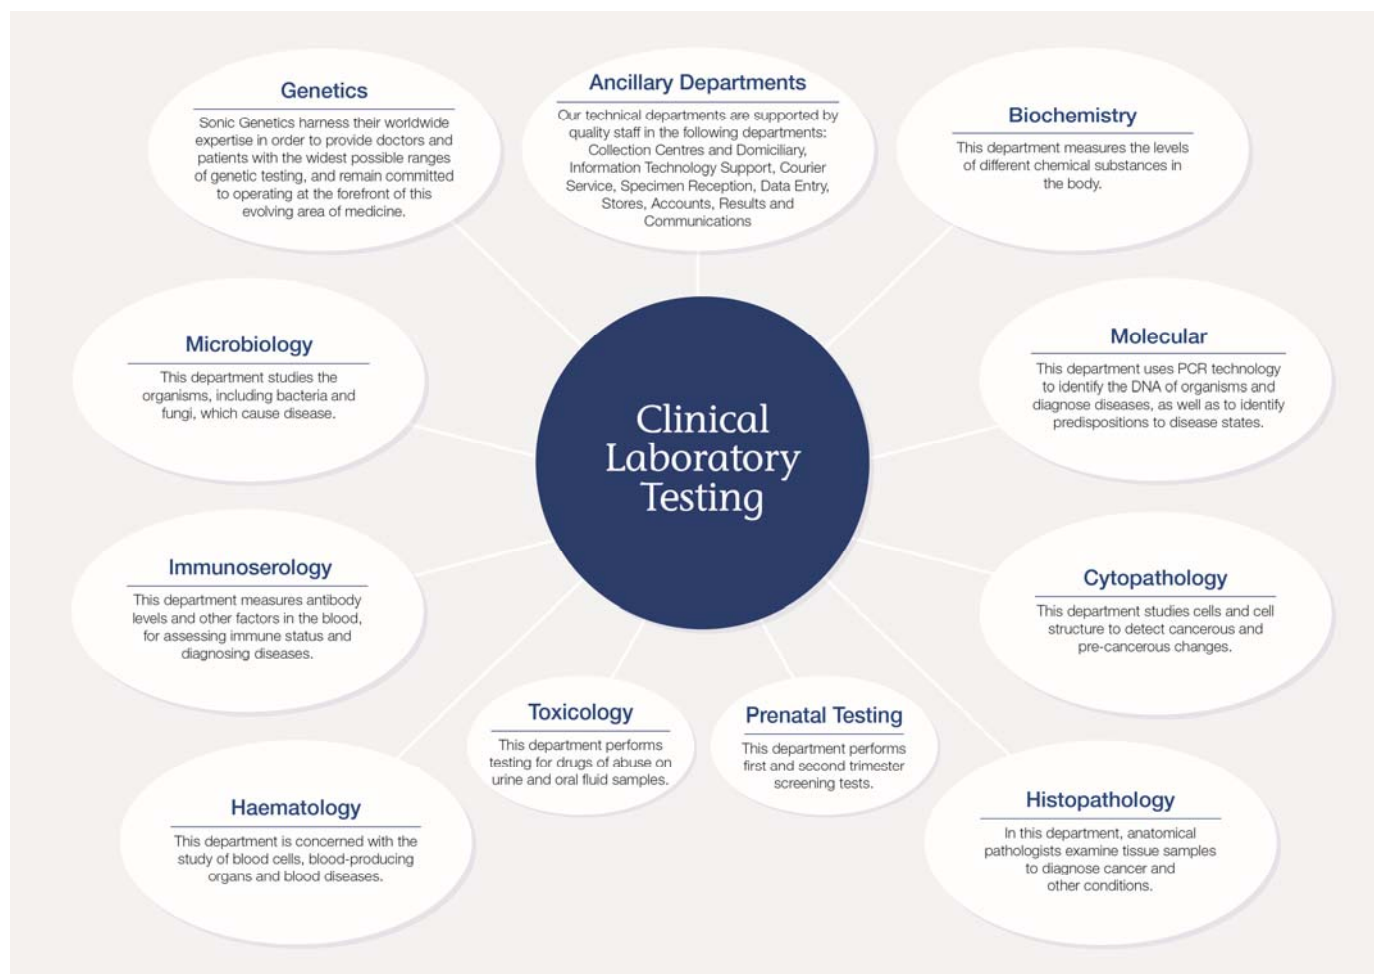 Genetics
Sonic Genetics harness their worldwide
expertise in order to provide doctors and
patients with the widest possible ranges
of genetic testing, and remain committed
to operating at the forefront of this
evolving area of medicine.
Ancillary Departments
Our technical departments are supported by
quality staff in the following departments:
Collection Centres and Domiciliary,
Information Technology Support, Courier
Service, Specimen Reception, Data Entry,
Stores, Accounts, Results and
Communications
Biochemistry
This department measures the levels
of different chemical substances in
the body.
Microbiology
This department studies the
organisms, including bacteria and
fungi, which cause disease.
Clinical
Laboratory
Testing
Molecular
This department uses PCR technology
to identify the DNA of organisms and
diagnose diseases, as well as to identify
predispositions to disease states.
Immunoserology
This department measures antibody
levels and other factors in the blood,
for assessing immune status and
diagnosing diseases.
Cytopathology
This department studies cells and cell
structure to detect cancerous and
pre-cancerous changes.
Toxicology
This department performs
testing for drugs of abuse on
urine and oral fluid samples.
Prenatal Testing
This department performs
first and second trimester
screening tests.
Haematology
This department is concerned with the
study of blood cells, blood-producing
organs and blood diseases.
Histopathology
In this department, anatomical
pathologists examine tissue samples
to diagnose cancer and
other conditions.